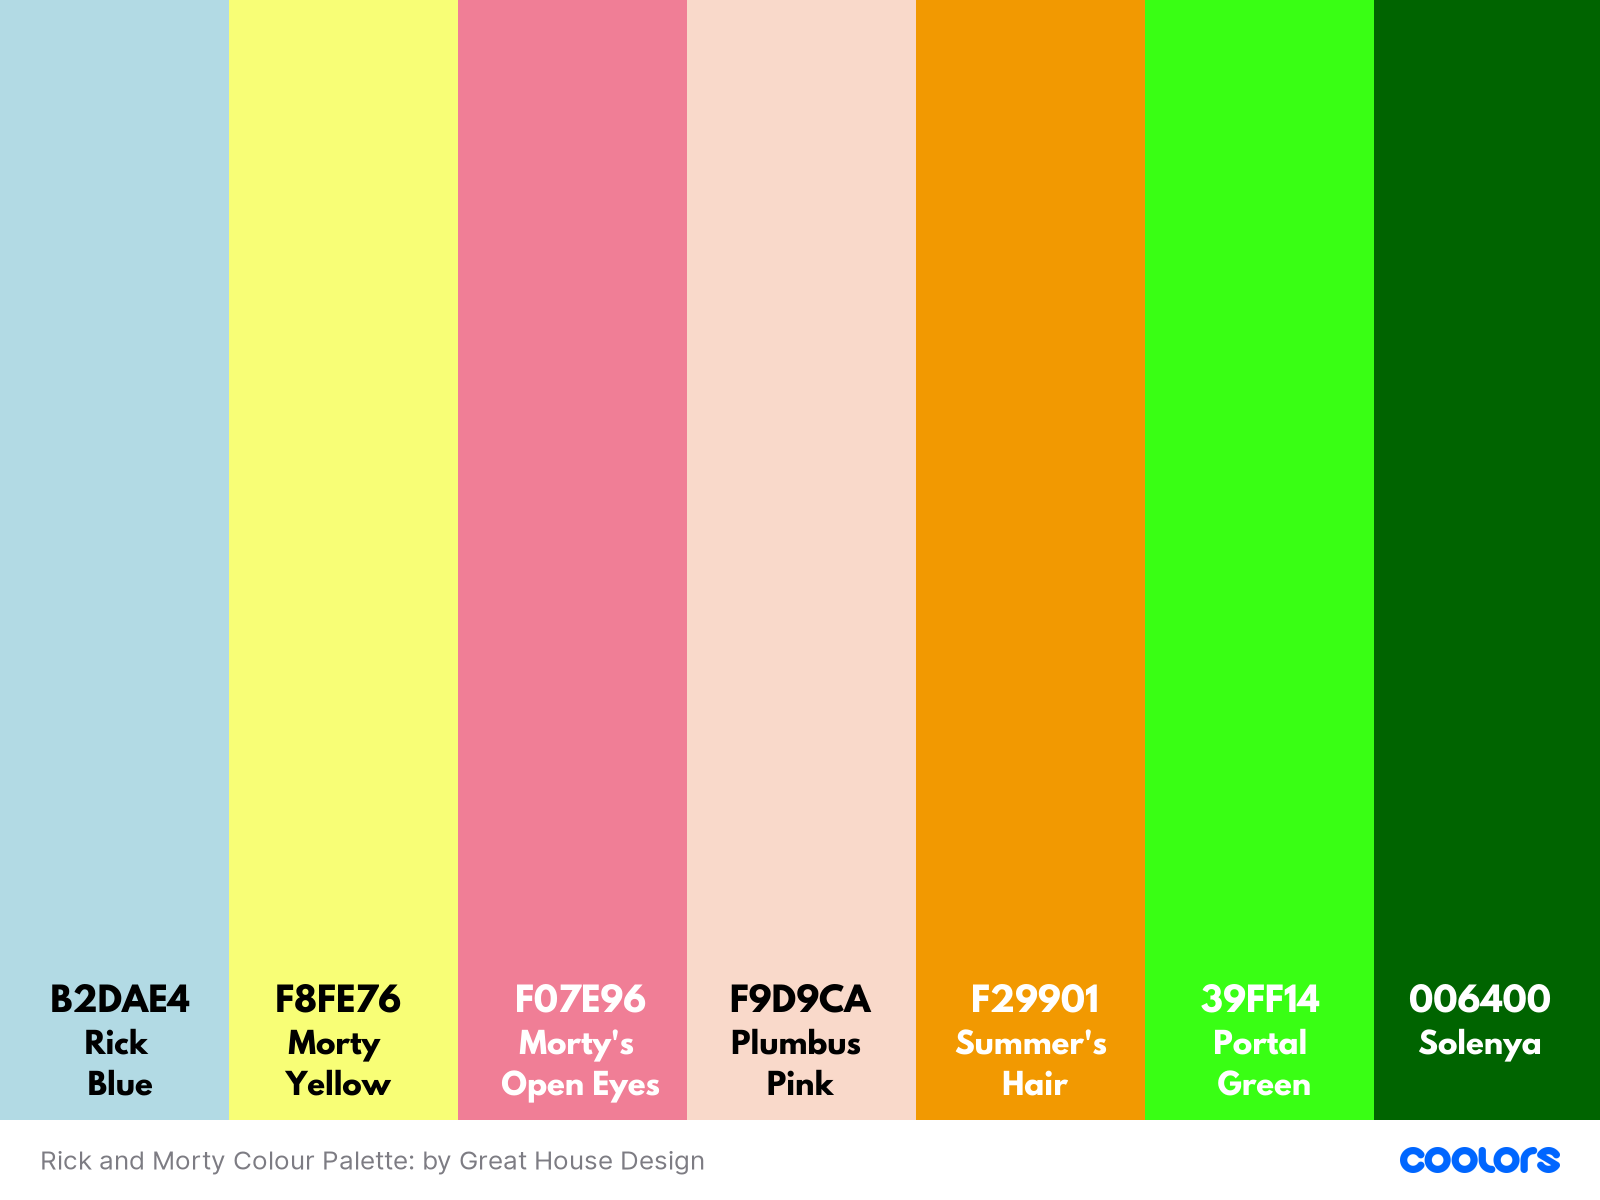 B2DAE4
Rick
Blue
F8FE76
Morty
Yellow
F07E96
Morty's
Open Eyes
F9D9CA
Plumbus
Pink
F29901
Summer's
Hair
39FF14
Portal
Green
006400
Solenya
Rick and Morty Colour Palette: by Great House Design
coolors